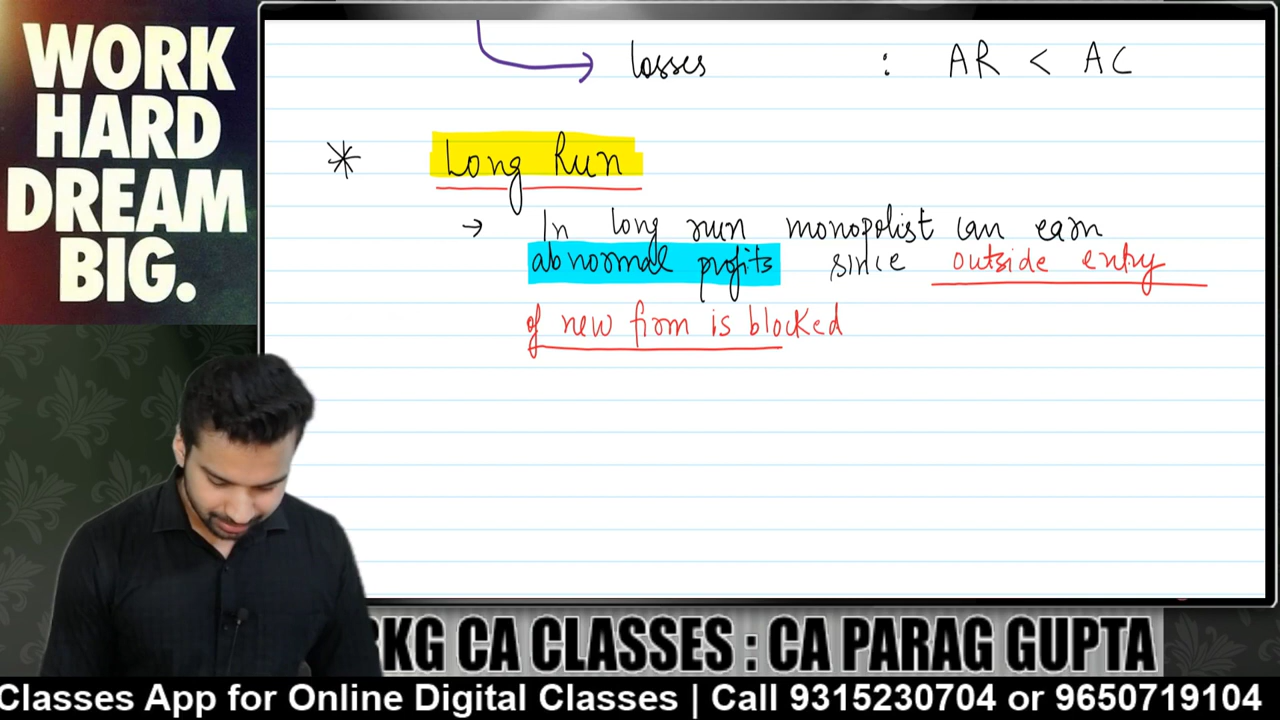 WORK
HARD
DREAM
BIG.
losses : AR < AC
* Long Run
→ In long run monopolist can earn
abnormal profits since outside entry
of new firm is blocked
RKG CA CLASSES : CA PARAG GUPTA
Classes App for Online Digital Classes | Call 9315230704 or 9650719104